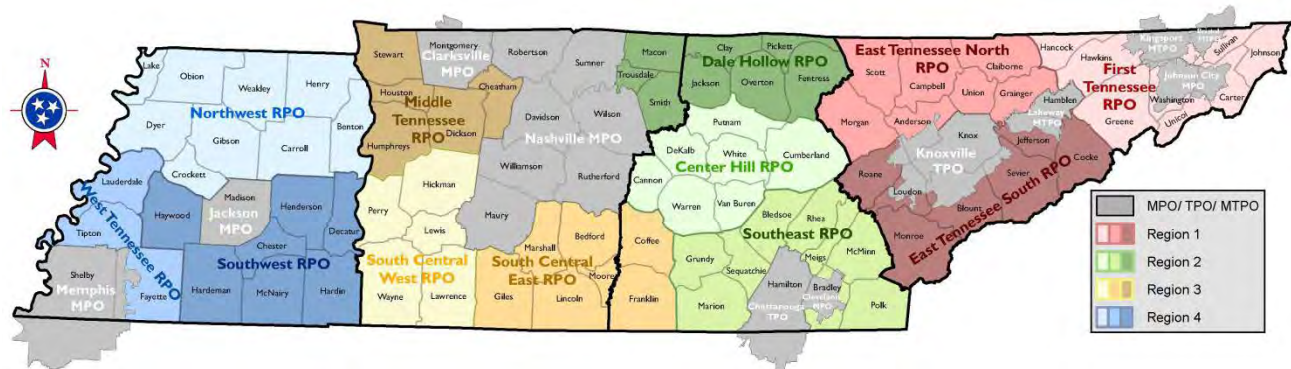 N
Lake
Obion
Weakley
Henry
Northwest RPO
Dyer
Gibson
Carroll
Benton
Crockett
Lauderdale
Tipton
West Tennessee RPO
Haywood
Madison
Jackson
MPO
Henderson
Decatur
Chester
Southwest RPO
Shelby
Memphis
MPO
Fayette
Hardeman
McNairy
Hardin
Stewart
Montgomery
Clarksville
MPO
Robertson
Sumner
Houston
Cheatham
Middle
Tennessee
RPO
Dickson
Humphreys
Davidson
Wilson
Nashville MPO
Williamson
Rutherford
Maury
Hickman
Perry
Lewis
South Central
West RPO
Wayne
Lawrence
Marshall
Bedford
Moore
South Central
East RPO
Giles
Lincoln
Coffee
Franklin
Macon
Trousdale
Smith
Clay
Pickett
Dale Hollow RPO
Jackson
Overton
Fentress
Putnam
DeKalb
White
Cumberland
Center Hill RPO
Cannon
Warren
Van Buren
Bledsoe
Rhea
Southeast RPO
McMinn
Grundy
Sequatchie
Meigs
Hamilton
Bradley
Chattanooga
TPO
Cleveland
MPO
Marion
Polk
East Tennessee North
RPO
Scott
Claiborne
Campbell
Union
Grainger
Morgan
Anderson
Hancock
Hawkins
Kingsport
MTPO
Sullivan
Johnson
First
Tennessee
RPO
Johnson City
MPO
Washington
Carter
Unicoi
Greene
Hamblen
Lakeway
MTPO
Knox
Knoxville
TPO
Jefferson
Cocke
Roane
Sevier
Loudon
Blount
Monroe
East Tennessee South RPO
MPO/ TPO/ MTPO
Region 1
Region 2
Region 3
Region 4